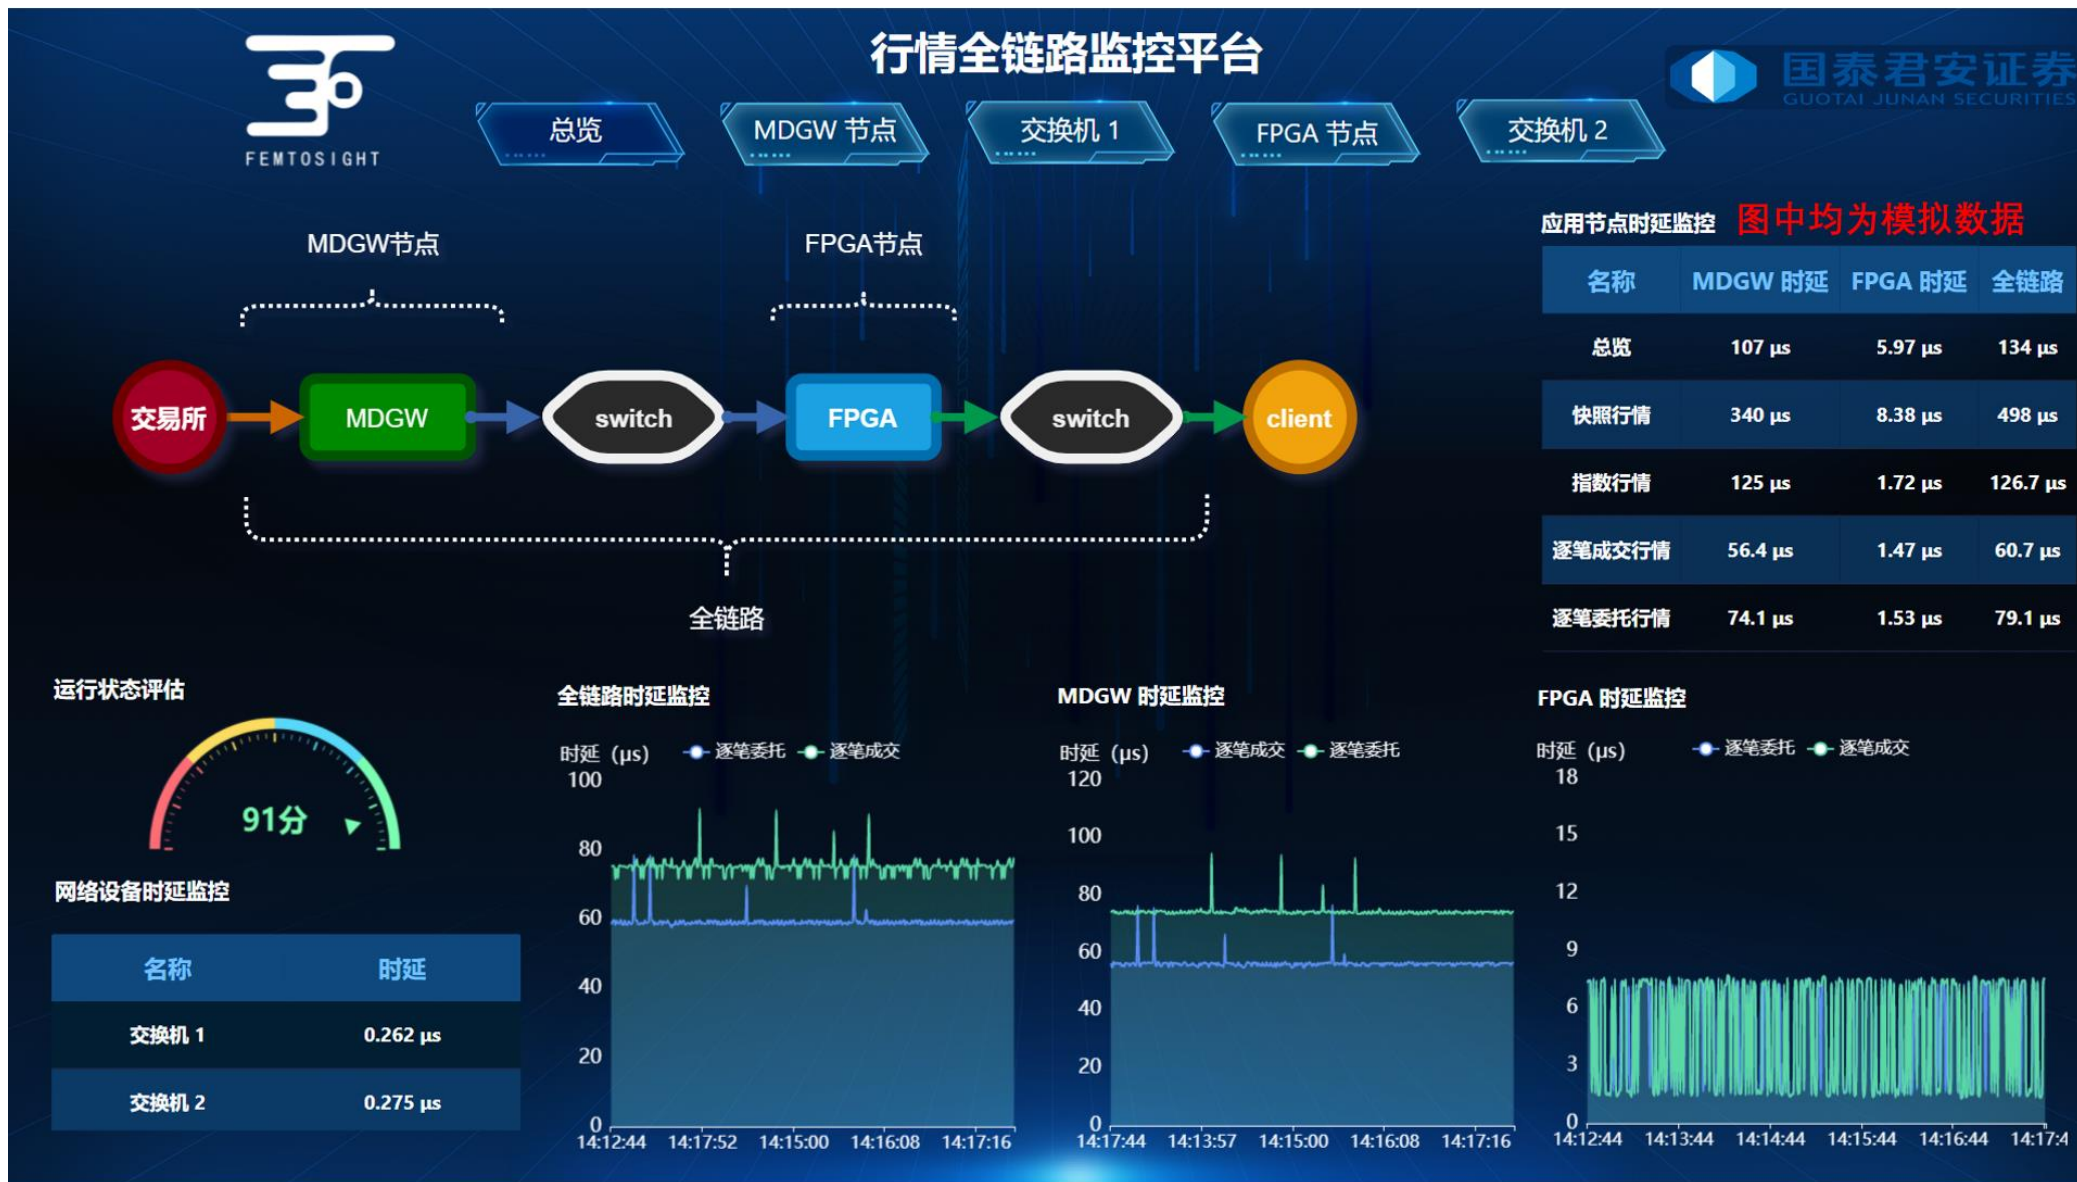 行情全链路监控平台
FEMTOSIGHT
国泰君安证券
GUOTAI JUNAN SECURITIES
总览
MDGW 节点
交换机 1
FPGA 节点
交换机 2
MDGW节点
FPGA节点
交易所
MDGW
switch
FPGA
switch
client
全链路
应用节点时延监控
图中均为模拟数据
名称 MDGW 时延 FPGA 时延 全链路
总览 107 μs 5.97 μs 134 μs
快照行情 340 μs 8.38 μs 498 μs
指数行情 125 μs 1.72 μs 126.7 μs
逐笔成交行情 56.4 μs 1.47 μs 60.7 μs
逐笔委托行情 74.1 μs 1.53 μs 79.1 μs
运行状态评估
91分
网络设备时延监控
名称 时延
交换机 1 0.262 μs
交换机 2 0.275 μs
全链路时延监控
时延（μs） 逐笔委托 逐笔成交
100
80
60
40
20
0
14:12:44 14:17:52 14:15:00 14:16:08 14:17:16
MDGW 时延监控
时延（μs） 逐笔成交 逐笔委托
120
100
80
60
40
20
0
14:17:44 14:13:57 14:15:00 14:16:08 14:17:16
FPGA 时延监控
时延（μs） 逐笔委托 逐笔成交
18
15
12
9
6
3
0
14:12:44 14:13:44 14:14:44 14:15:44 14:16:44 14:17:4